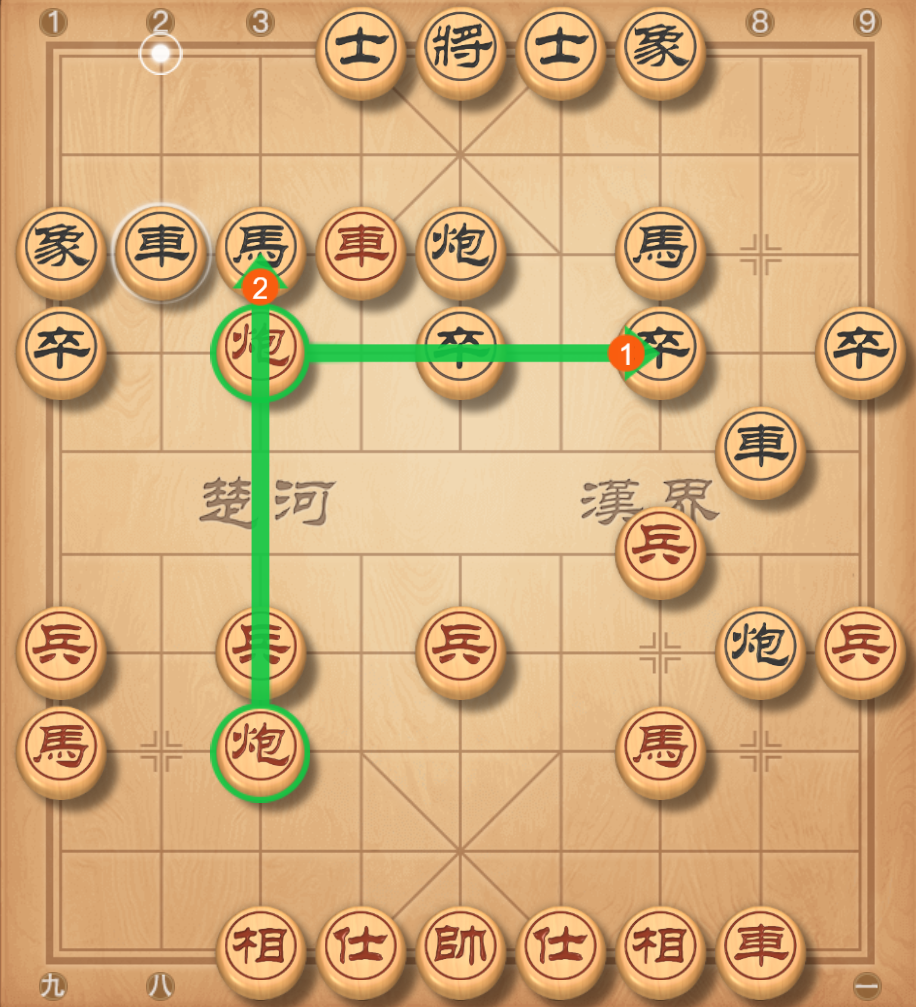 1 2 3 8 9
士 將 士 象
象 車 馬 車 炮 馬
2
卒 炮 卒 1 卒 卒
車
楚河 漢界
兵
兵 兵 兵 炮 兵
馬 炮 馬
相 仕 帥 仕 相 車
九 八 一